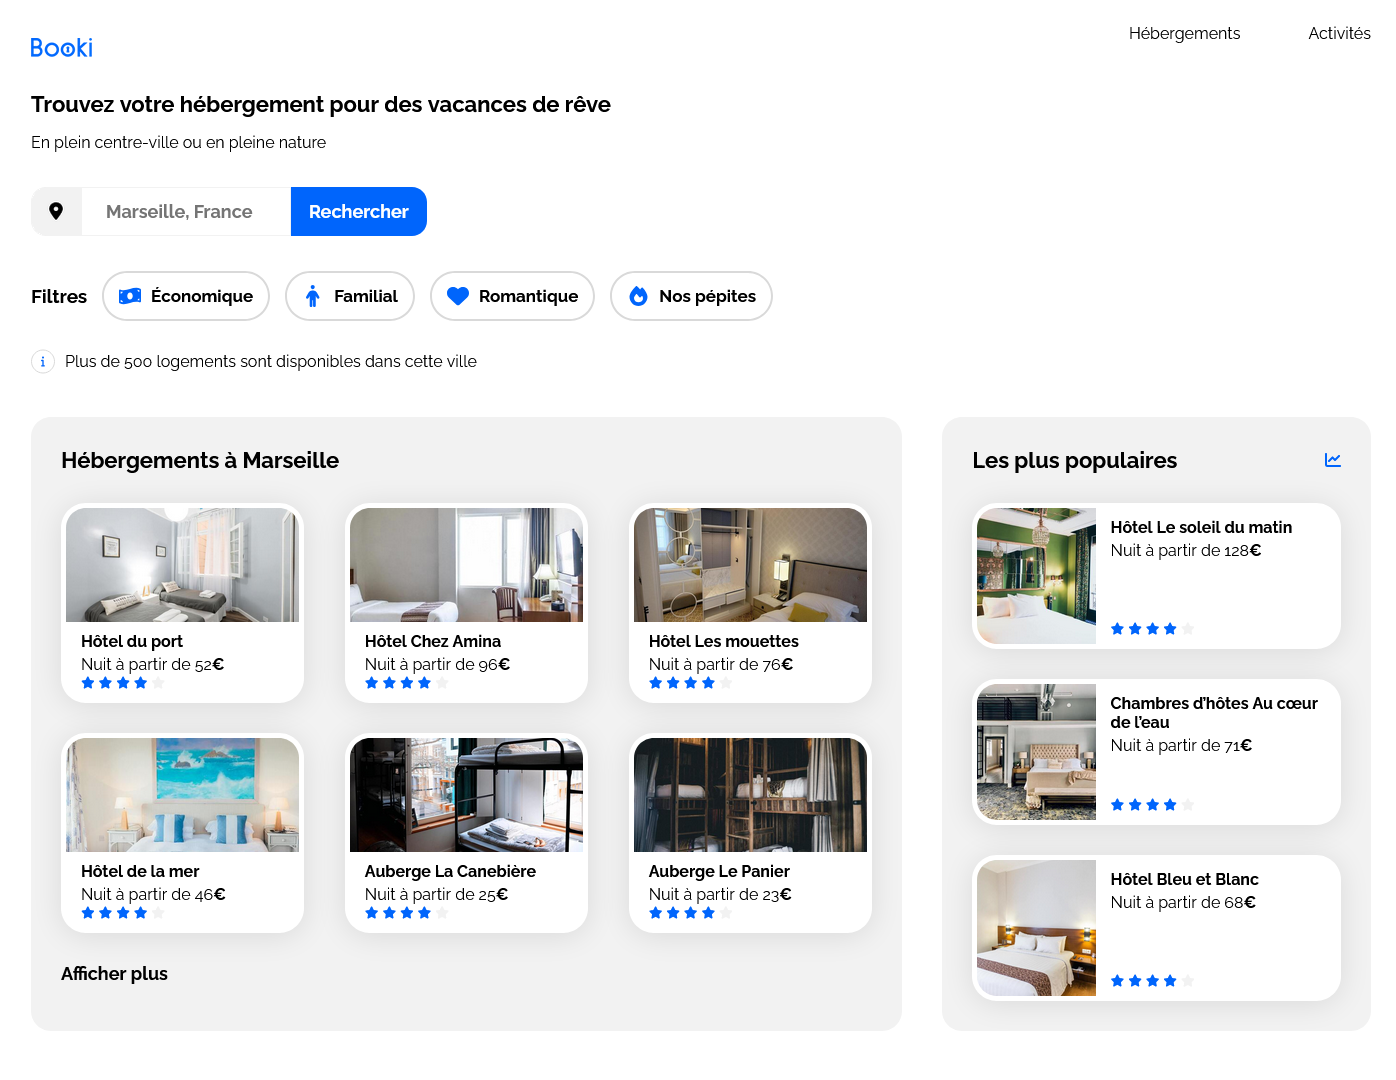 Booki
Hébergements
Activités
Trouvez votre hébergement pour des vacances de rêve
En plein centre-ville ou en pleine nature
Marseille, France
Rechercher
Filtres
Économique
Familial
Romantique
Nos pépites
Plus de 500 logements sont disponibles dans cette ville
Hébergements à Marseille
Hôtel du port
Nuit à partir de 52€
Hôtel Chez Amina
Nuit à partir de 96€
Hôtel Les mouettes
Nuit à partir de 76€
Hôtel de la mer
Nuit à partir de 46€
Auberge La Canebière
Nuit à partir de 25€
Auberge Le Panier
Nuit à partir de 23€
Afficher plus
Les plus populaires
Hôtel Le soleil du matin
Nuit à partir de 128€
Chambres d’hôtes Au cœur
de l’eau
Nuit à partir de 71€
Hôtel Bleu et Blanc
Nuit à partir de 68€